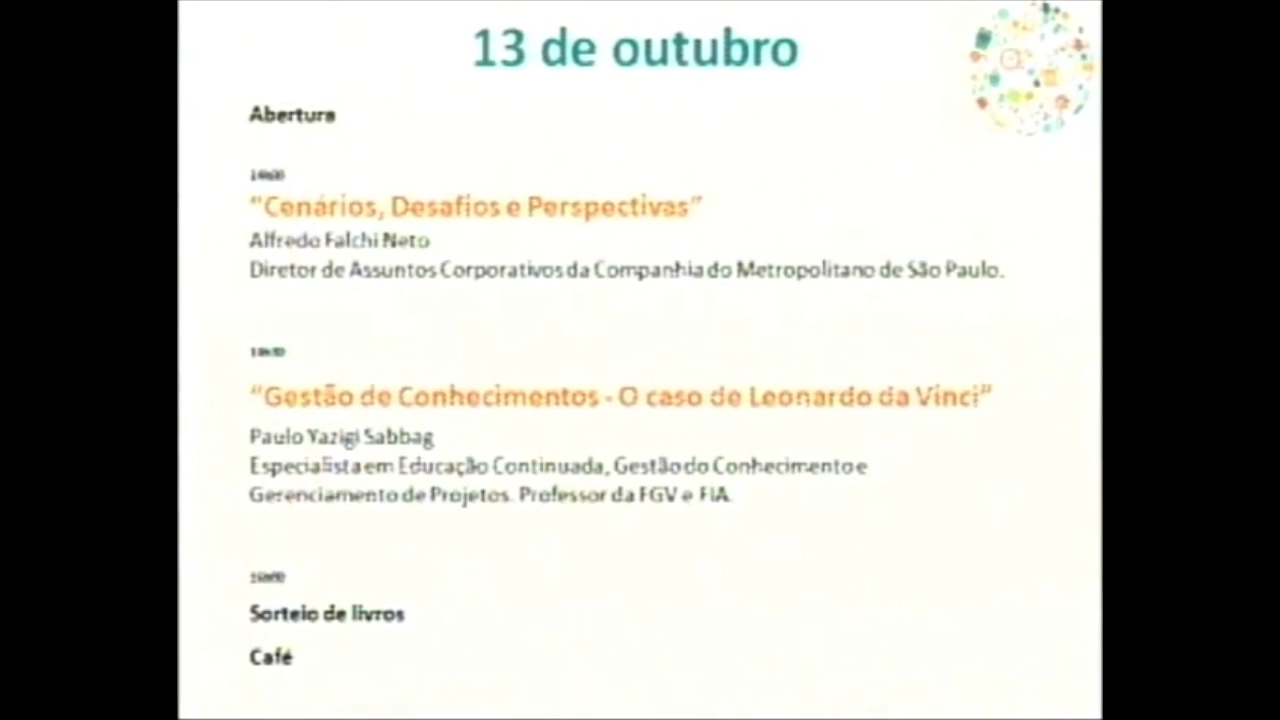 13 de outubro
Abertura
"Cenários, Desafios e Perspectivas"
Alfredo Falchi Neto
Diretor de Assuntos Corporativos da Companhia do Metropolitano de São Paulo.
"Gestão de Conhecimentos - O caso de Leonardo da Vinci"
Paulo Yazigi Sabbag
Especialista em Educação Continuada, Gestão do Conhecimento e
Gerenciamento de Projetos. Professor da FGV e FIA.
Sorteio de livros
Café